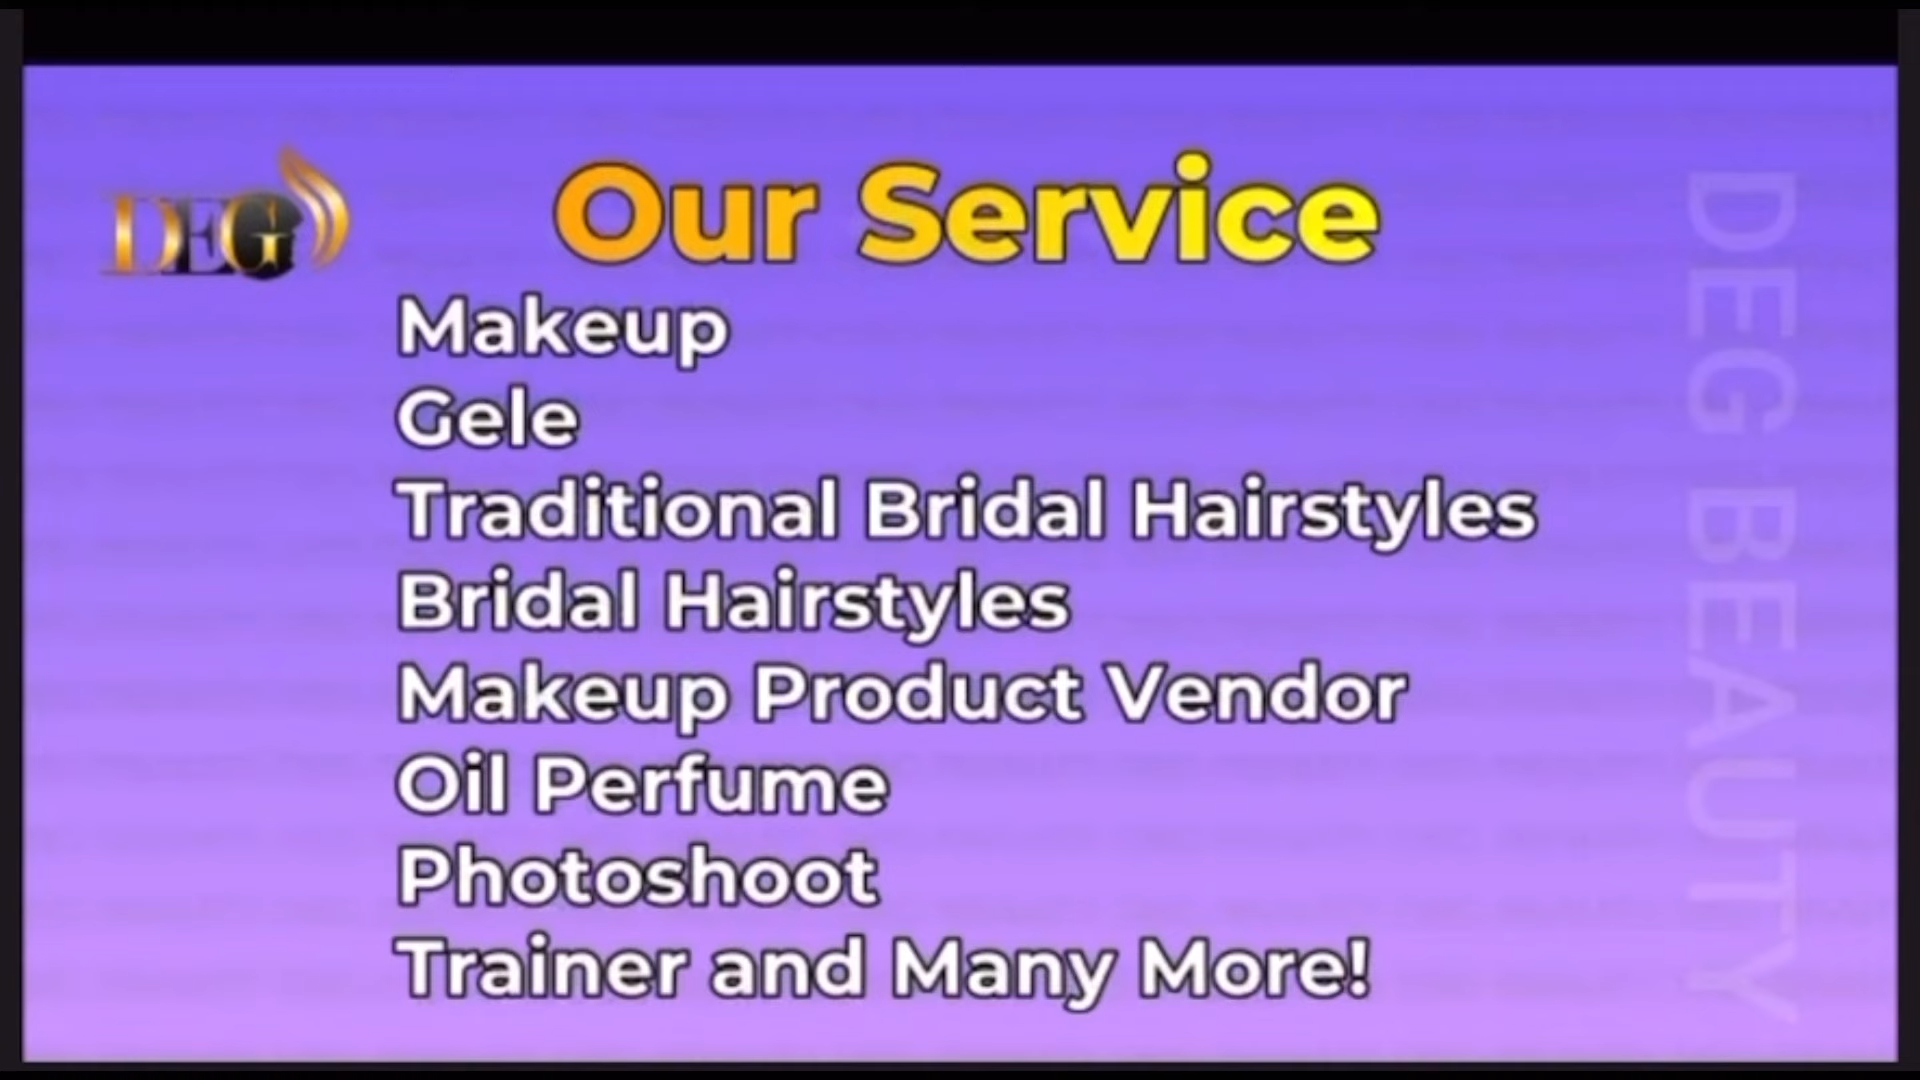 DEG
Our Service
Makeup
Gele
Traditional Bridal Hairstyles
Bridal Hairstyles
Makeup Product Vendor
Oil Perfume
Photoshoot
Trainer and Many More!
DEG BEAUTY